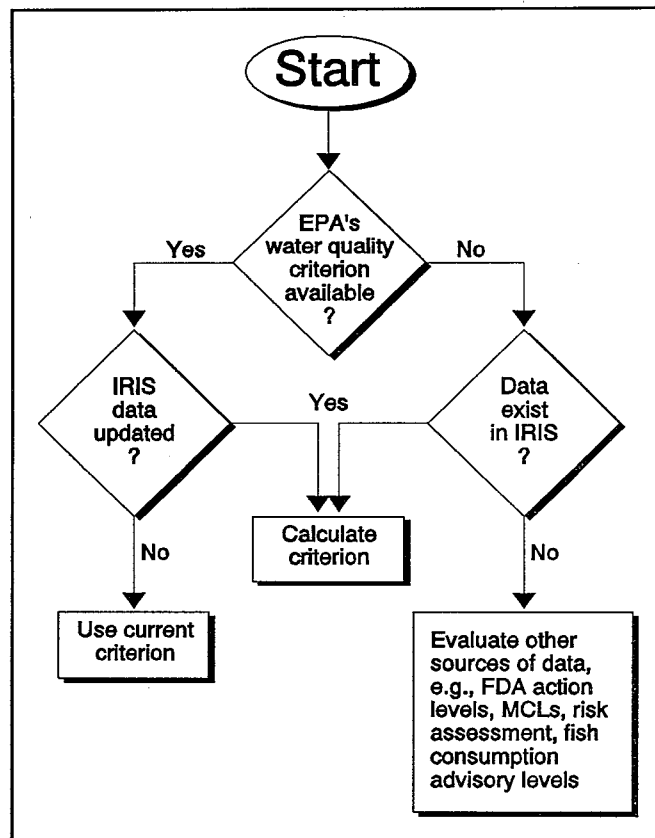 Start
EPA's
water quality
criterion
available
?
Yes
No
IRIS
data
updated
?
Yes
Data
exist
in IRIS
?
No
Calculate
criterion
No
Use current
criterion
Evaluate other
sources of data,
e.g., FDA action
levels, MCLs, risk
assessment, fish
consumption
advisory levels